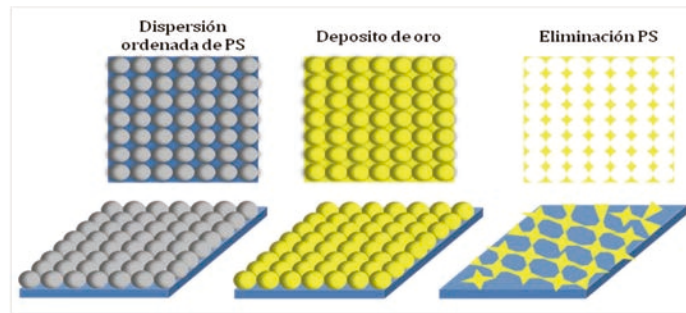 Dispersión
ordenada de PS
Deposito de oro
Eliminación PS